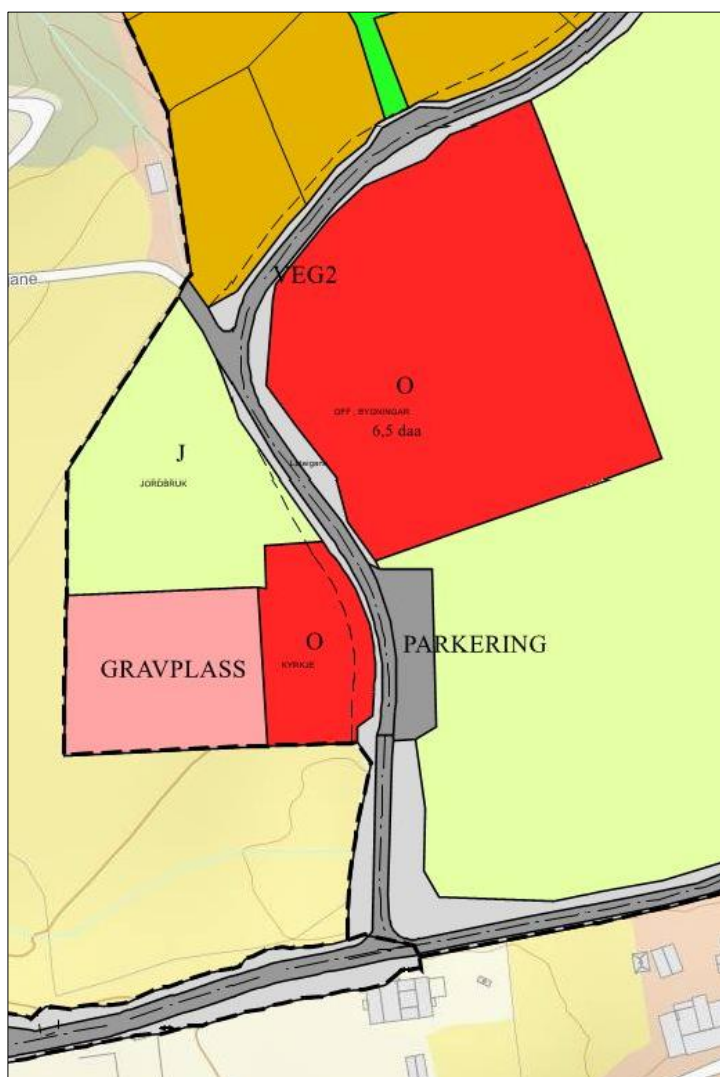 VEG2
ane
O
OFF. BYGNINGAR
6,5 daa
J
JORDBRUK
O
KYRKJE
PARKERING
GRAVPLASS